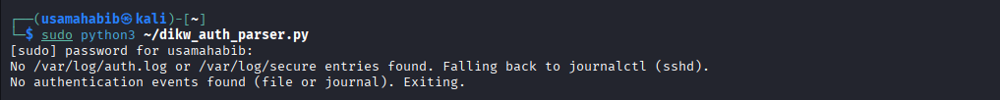 ┌──(usamahabib㉿kali)-[~]
└─$ sudo python3 ~/dikw_auth_parser.py
[sudo] password for usamahabib:
No /var/log/auth.log or /var/log/secure entries found. Falling back to journalctl (sshd).
No authentication events found (file or journal). Exiting.